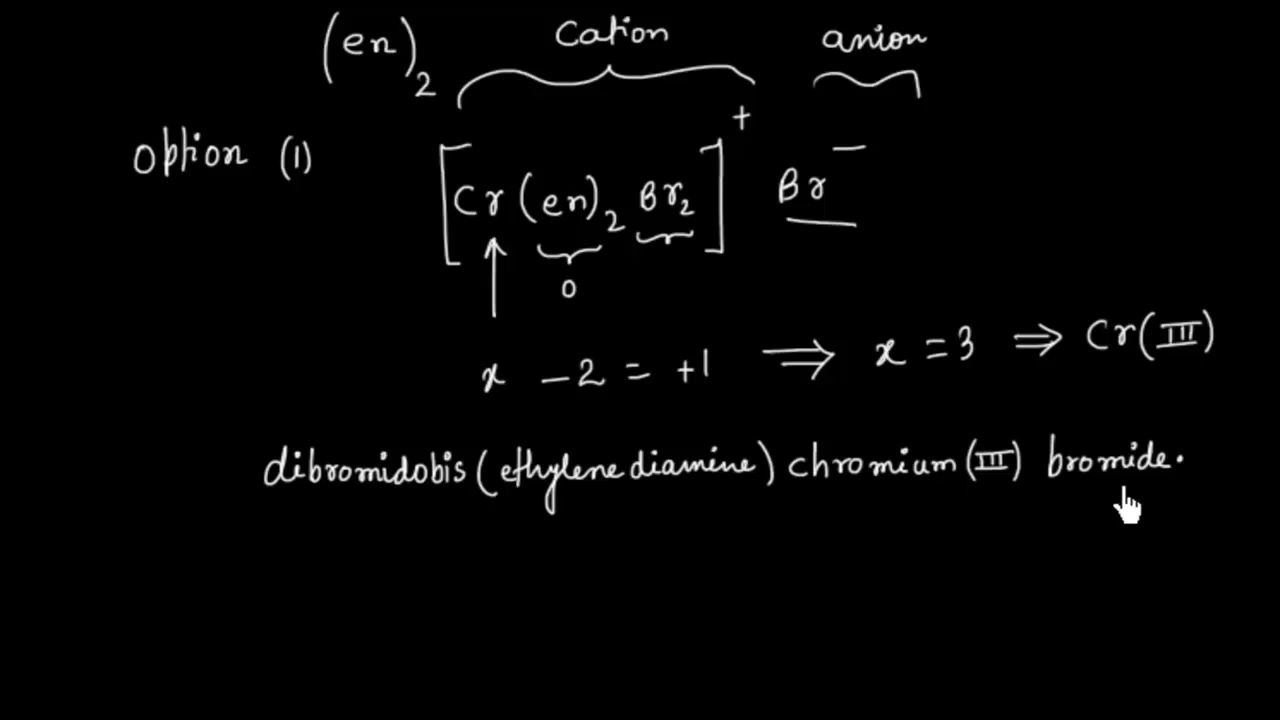 (en)₂ Cation anion
option (1) [Cr(en)₂ Br₂]⁺ Br⁻
0
x - 2 = +1 ⟹ x = 3 ⟹ Cr(III)
dibromidobis(ethylenediamine) chromium(III) bromide.